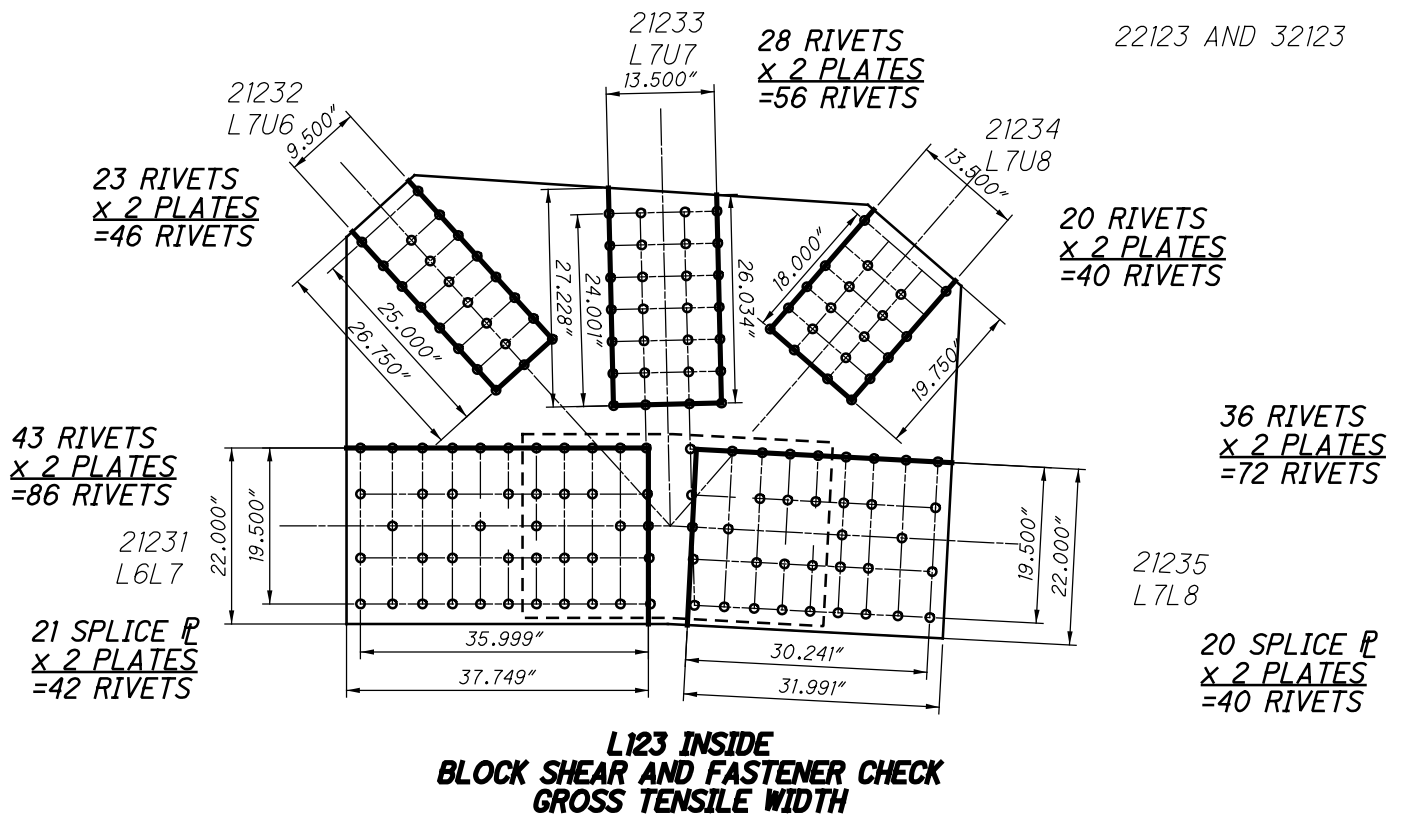 21233
L7U7
13.500"
28 RIVETS
x 2 PLATES
=56 RIVETS
22123 AND 32123
21232
L7U6
9.500"
21234
L7U8
13.500"
23 RIVETS
x 2 PLATES
=46 RIVETS
20 RIVETS
x 2 PLATES
=40 RIVETS
25.000"
26.750"
27.228"
24.001"
26.034"
18.000"
19.750"
43 RIVETS
x 2 PLATES
=86 RIVETS
36 RIVETS
x 2 PLATES
=72 RIVETS
21231
L6L7
22.000"
19.500"
19.500"
22.000"
21235
L7L8
21 SPLICE PL
x 2 PLATES
=42 RIVETS
35.999"
37.749"
30.241"
31.991"
20 SPLICE PL
x 2 PLATES
=40 RIVETS
L123 INSIDE
BLOCK SHEAR AND FASTENER CHECK
GROSS TENSILE WIDTH